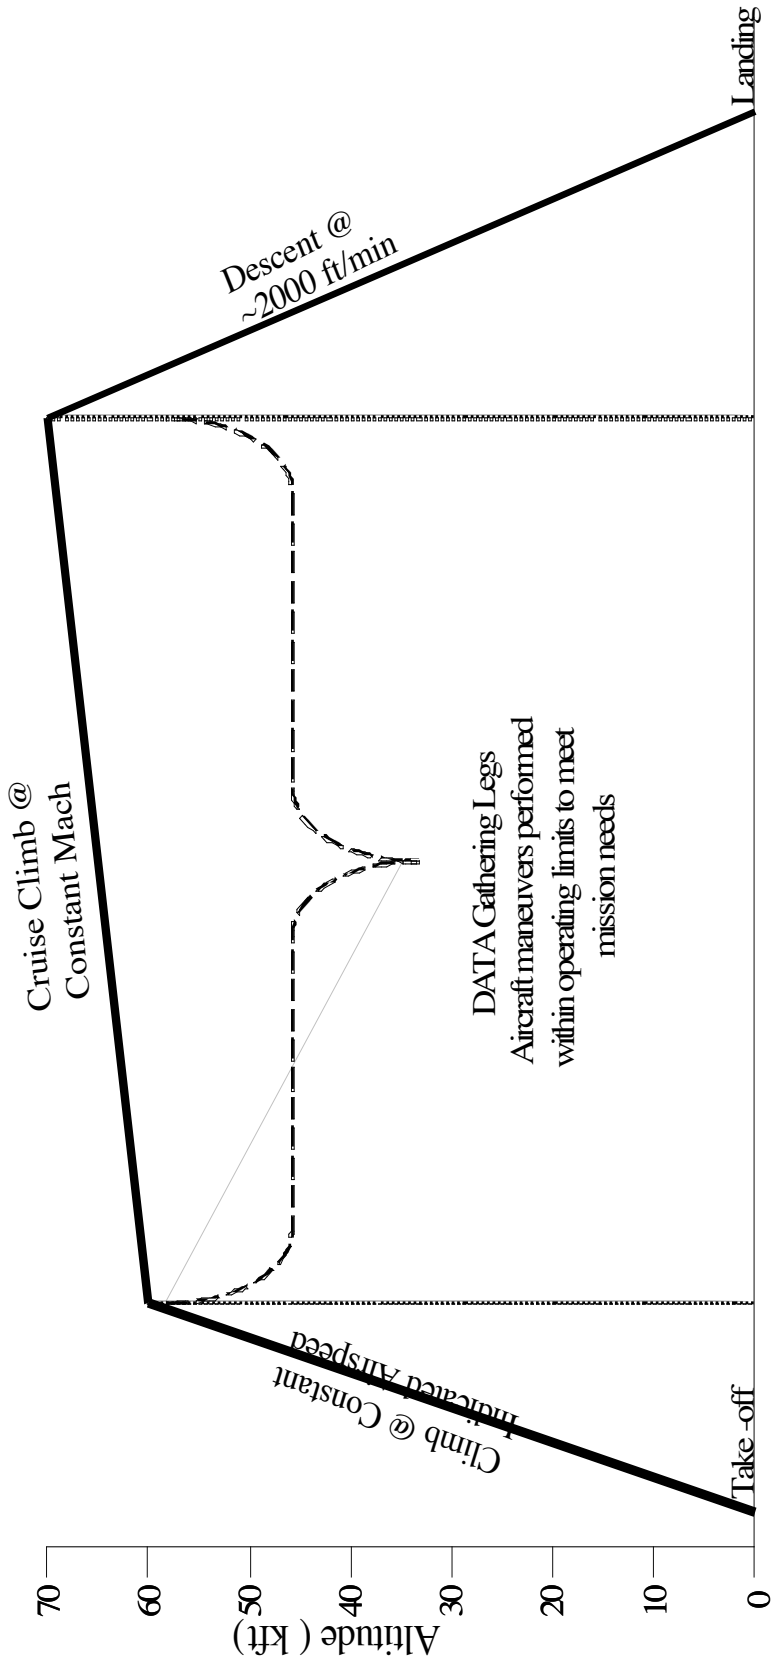 Cruise Climb @
Constant Mach
Descent @
~2000 ft/min
Climb @ Constant
Indicated Airspeed
DATA Gathering Legs
Aircraft maneuvers performed
within operating limits to meet
mission needs
Take -off
Landing
Altitude ( kft)
70
60
50
40
30
20
10
0